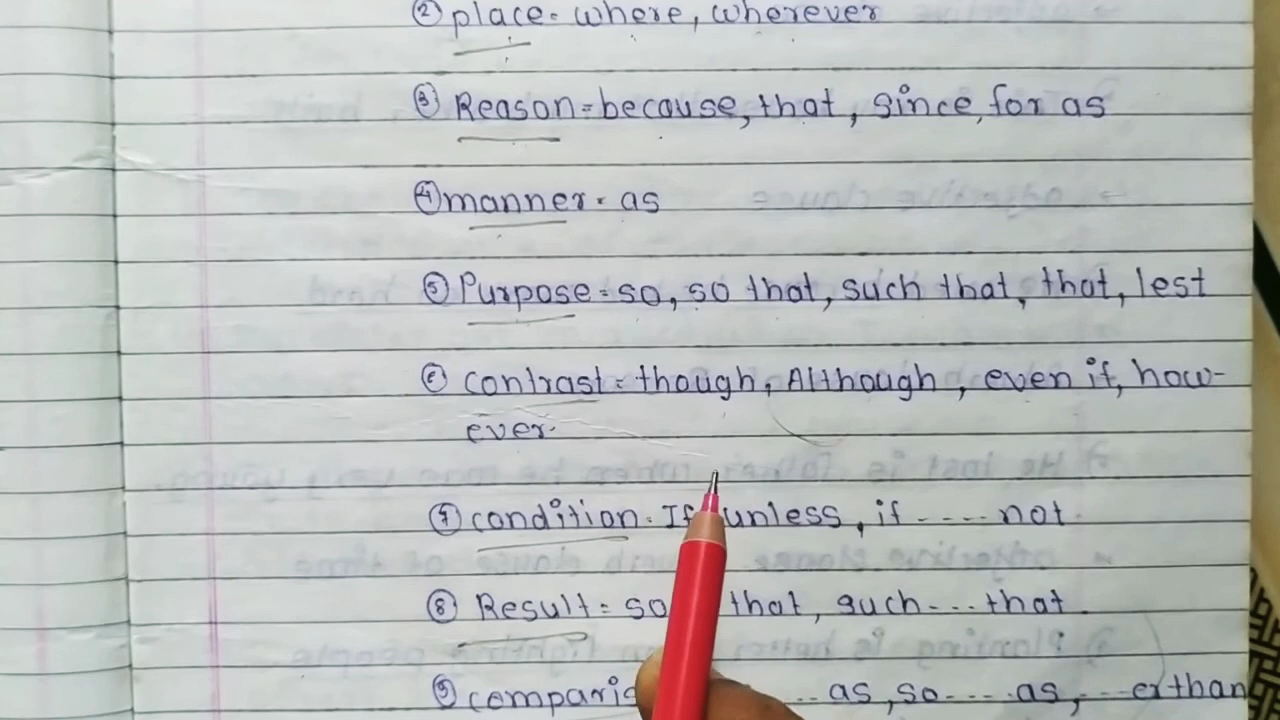 ② place = where, wherever
③ Reason = because, that, since, for as
④ manner = as
⑤ Purpose = so, so that, such that, that, lest
⑥ contrast = though, Although, even if, how-
ever.
⑦ condition = If unless, if ---- not.
⑧ Result = so that, such --- that
⑨ as, so ---- as, --- er than